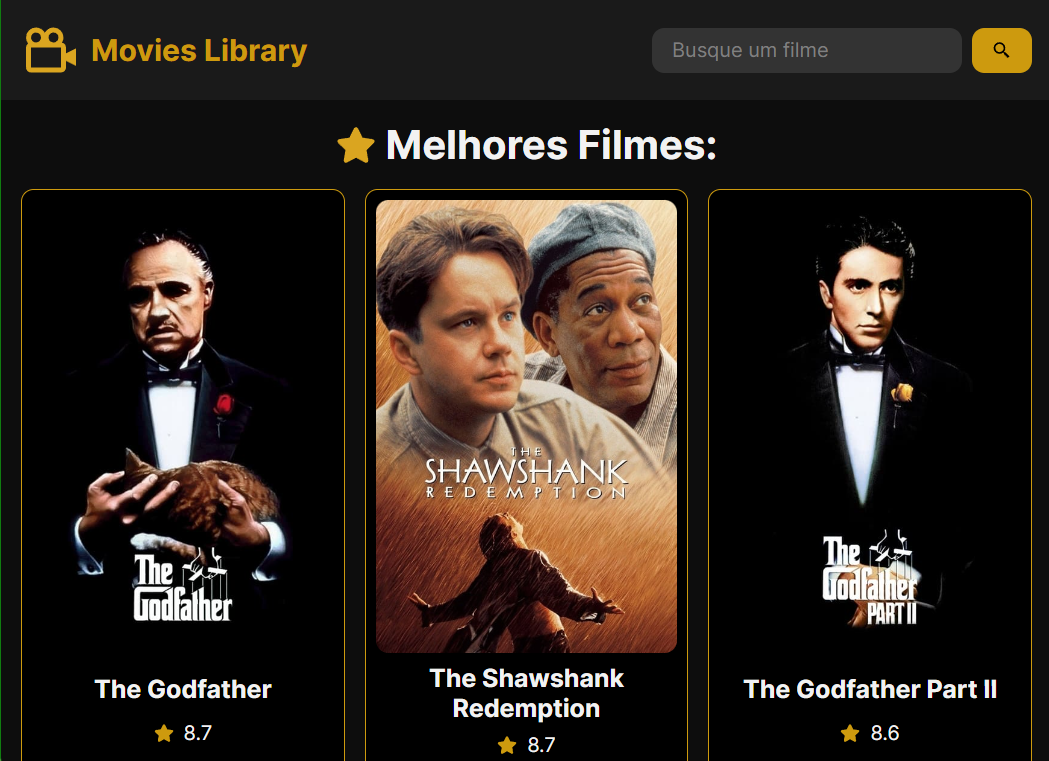 Movies Library
Busque um filme
Melhores Filmes:
The
Godfather
THE
SHAWSHANK
REDEMPTION
The
Godfather
PART II
The Godfather
8.7
The Shawshank
Redemption
8.7
The Godfather Part II
8.6